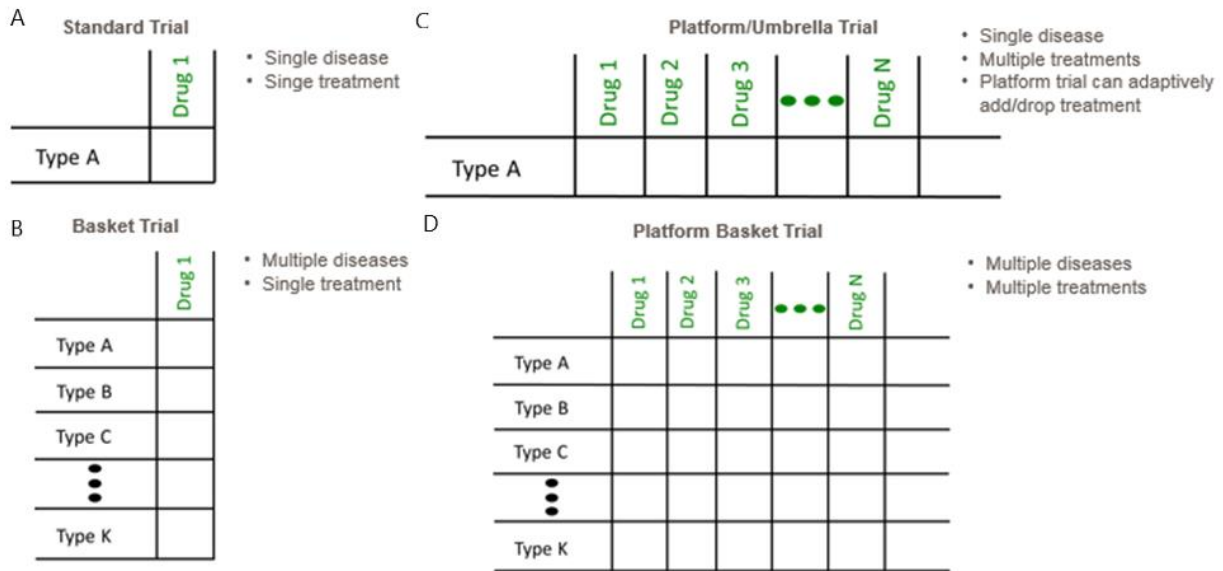 A
Standard Trial
Drug 1
• Single disease
• Singe treatment
Type A
B
Basket Trial
Drug 1
• Multiple diseases
• Single treatment
Type A
Type B
Type C
Type K
C
Platform/Umbrella Trial
Drug 1
Drug 2
Drug 3
Drug N
• Single disease
• Multiple treatments
• Platform trial can adaptively
add/drop treatment
Type A
D
Platform Basket Trial
Drug 1
Drug 2
Drug 3
Drug N
• Multiple diseases
• Multiple treatments
Type A
Type B
Type C
Type K